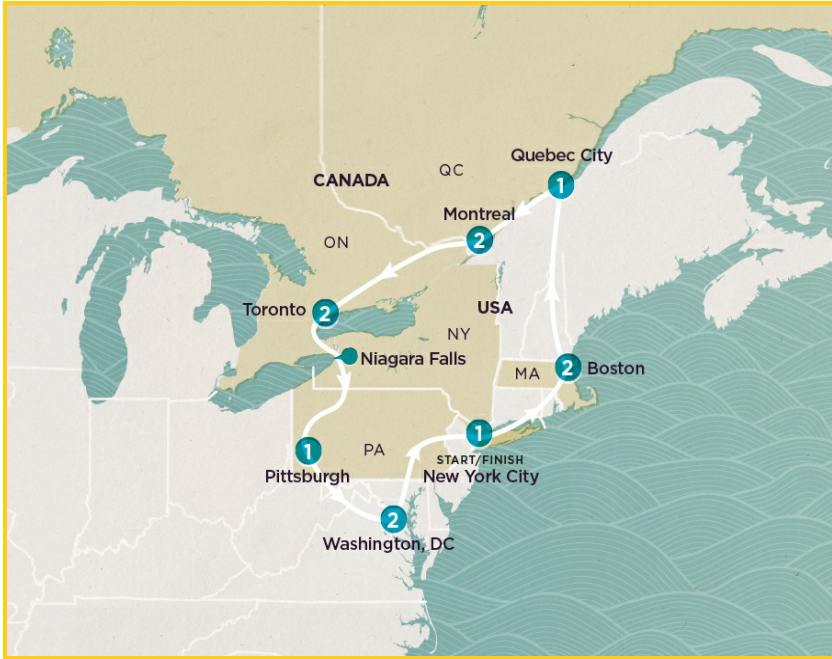 Quebec City
1
QC
CANADA
Montreal
2
ON
Toronto
2
USA
NY
Niagara Falls
MA
2
Boston
1
PA
1
START/FINISH
Pittsburgh
New York City
2
Washington, DC